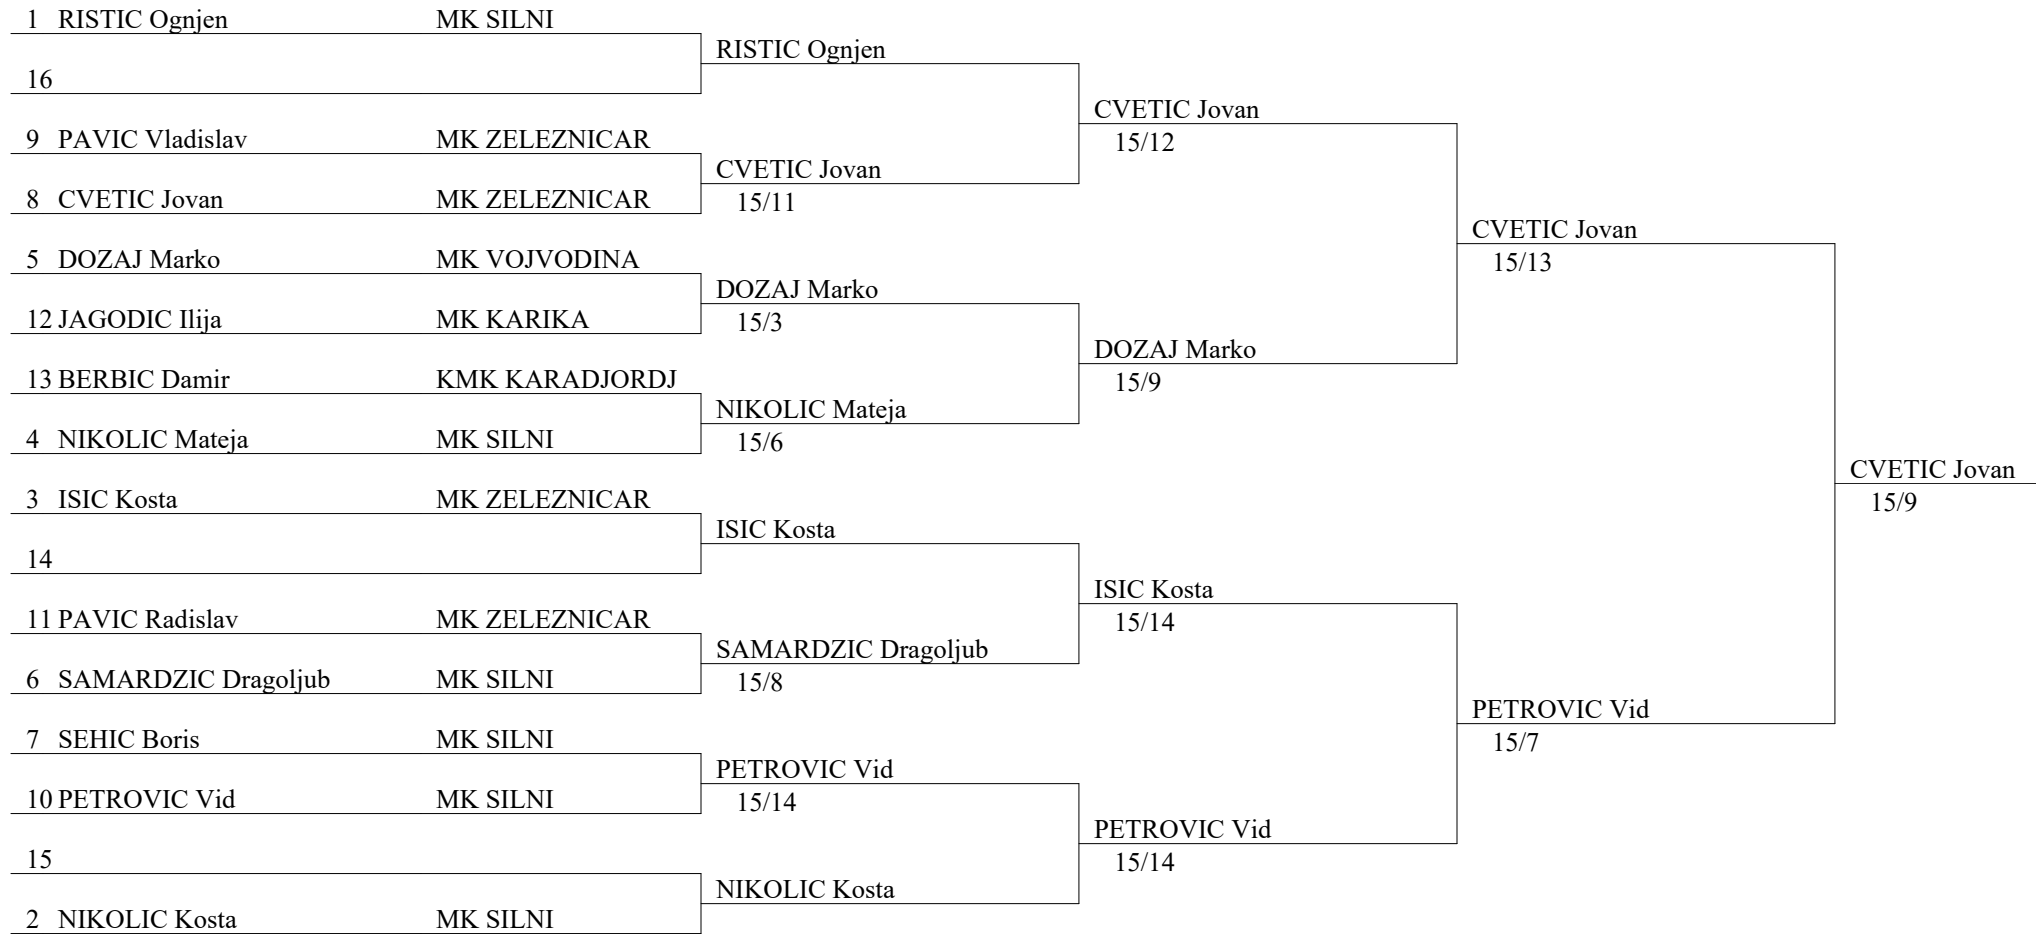 1 RISTIC Ognjen MK SILNI
RISTIC Ognjen
16
CVETIC Jovan
15/12
9 PAVIC Vladislav MK ZELEZNICAR
CVETIC Jovan
15/11
8 CVETIC Jovan MK ZELEZNICAR
CVETIC Jovan
15/13
5 DOZAJ Marko MK VOJVODINA
DOZAJ Marko
15/3
12 JAGODIC Ilija MK KARIKA
DOZAJ Marko
15/9
13 BERBIC Damir KMK KARADJORDJ
NIKOLIC Mateja
15/6
4 NIKOLIC Mateja MK SILNI
CVETIC Jovan
15/9
3 ISIC Kosta MK ZELEZNICAR
ISIC Kosta
14
ISIC Kosta
15/14
11 PAVIC Radislav MK ZELEZNICAR
SAMARDZIC Dragoljub
15/8
6 SAMARDZIC Dragoljub MK SILNI
PETROVIC Vid
15/7
7 SEHIC Boris MK SILNI
PETROVIC Vid
15/14
10 PETROVIC Vid MK SILNI
PETROVIC Vid
15/14
15
NIKOLIC Kosta
2 NIKOLIC Kosta MK SILNI